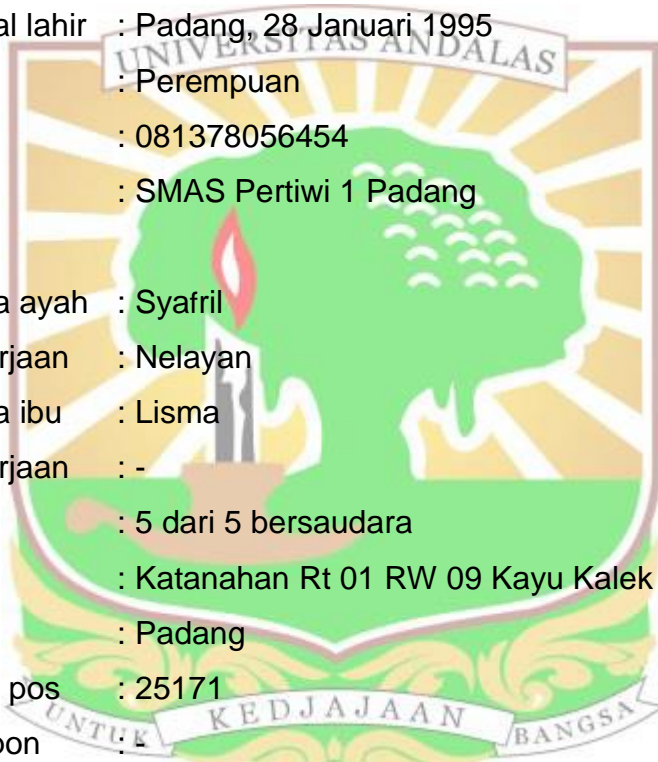 al lahir : Padang, 28 Januari 1995
UNIVERSITAS ANDALAS
: Perempuan
: 081378056454
: SMAS Pertiwi 1 Padang
a ayah : Syafril
rjaan : Nelayan
a ibu : Lisma
rjaan : -
: 5 dari 5 bersaudara
: Katanahan Rt 01 RW 09 Kayu Kalek
: Padang
pos : 25171
UNTUK KEDJAJAAN BANGSA
oon : -